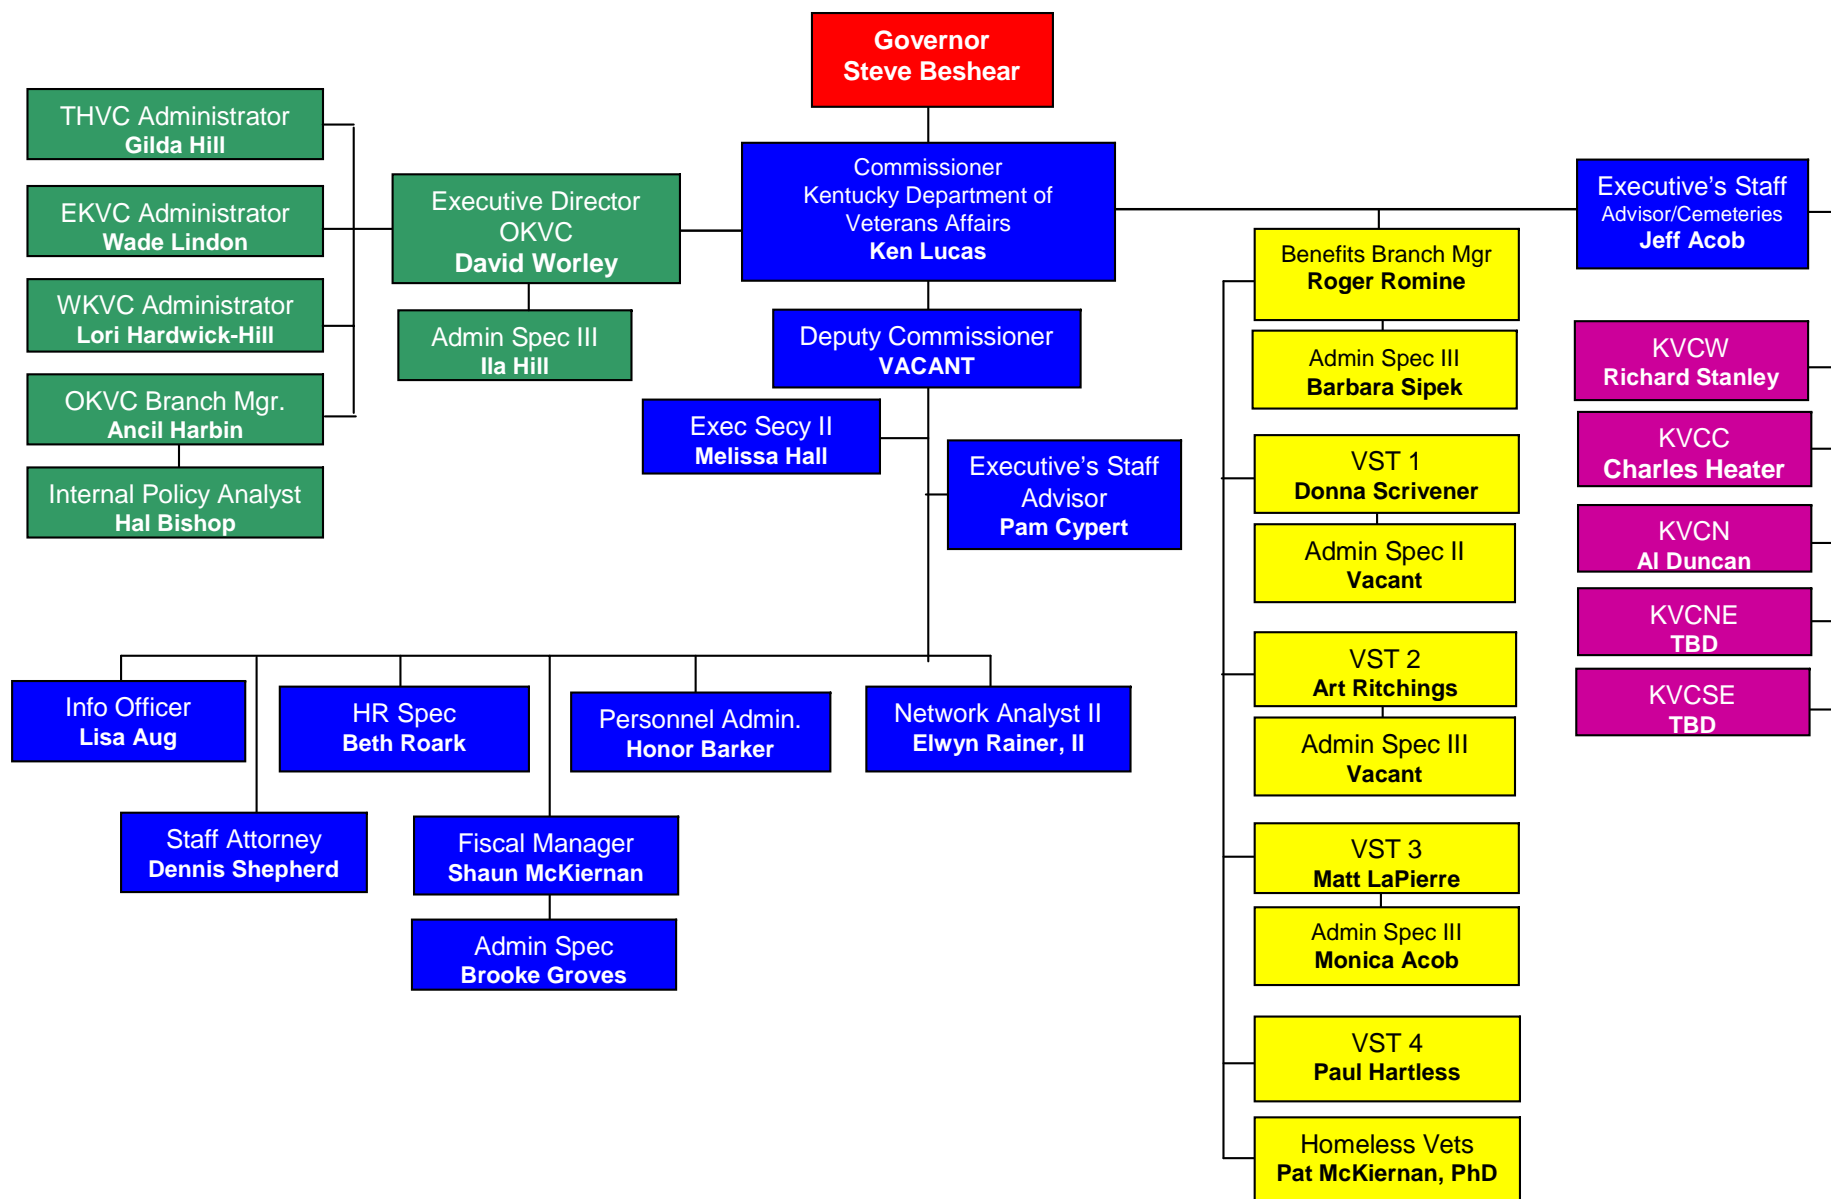 Governor
Steve Beshear
THVC Administrator
Gilda Hill
EKVC Administrator
Wade Lindon
WKVC Administrator
Lori Hardwick-Hill
OKVC Branch Mgr.
Ancil Harbin
Internal Policy Analyst
Hal Bishop
Executive Director
OKVC
David Worley
Admin Spec III
Ila Hill
Commissioner
Kentucky Department of
Veterans Affairs
Ken Lucas
Deputy Commissioner
VACANT
Exec Secy II
Melissa Hall
Executive’s Staff
Advisor
Pam Cypert
Info Officer
Lisa Aug
HR Spec
Beth Roark
Personnel Admin.
Honor Barker
Network Analyst II
Elwyn Rainer, II
Staff Attorney
Dennis Shepherd
Fiscal Manager
Shaun McKiernan
Admin Spec
Brooke Groves
Benefits Branch Mgr
Roger Romine
Admin Spec III
Barbara Sipek
VST 1
Donna Scrivener
Admin Spec II
Vacant
VST 2
Art Ritchings
Admin Spec III
Vacant
VST 3
Matt LaPierre
Admin Spec III
Monica Acob
VST 4
Paul Hartless
Homeless Vets
Pat McKiernan, PhD
Executive’s Staff
Advisor/Cemeteries
Jeff Acob
KVCW
Richard Stanley
KVCC
Charles Heater
KVCN
Al Duncan
KVCNE
TBD
KVCSE
TBD